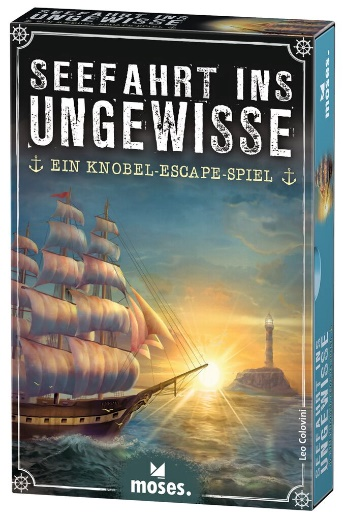 SEEFAHRT INS
UNGEWISSE
EIN KNOBEL-ESCAPE-SPIEL
Leo Colovini
moses.
moses.
SEEFAHRT INS
UNGEWISSE